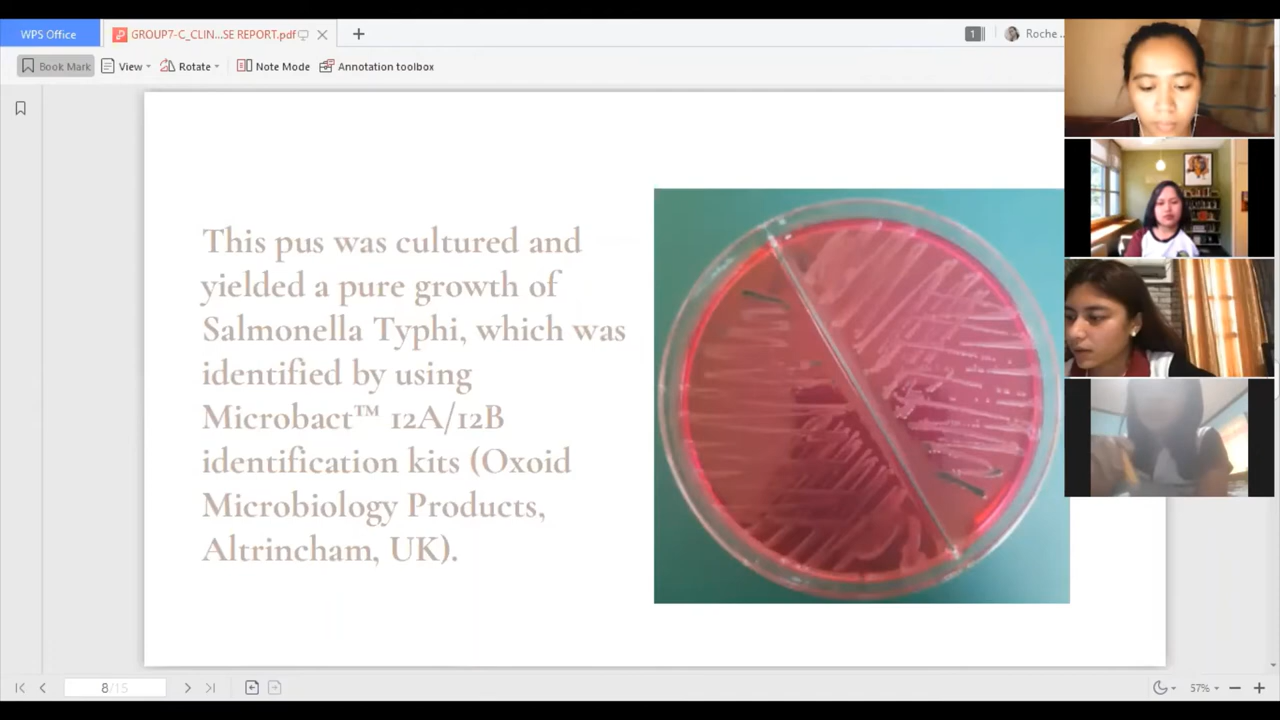 WPS Office
GROUP7-C_CLIN...SE REPORT.pdf
1
Roche ...
Book Mark
View
Rotate
Note Mode
Annotation toolbox
This pus was cultured and
yielded a pure growth of
Salmonella Typhi, which was
identified by using
Microbact™ 12A/12B
identification kits (Oxoid
Microbiology Products,
Altrincham, UK).
8/15
57%